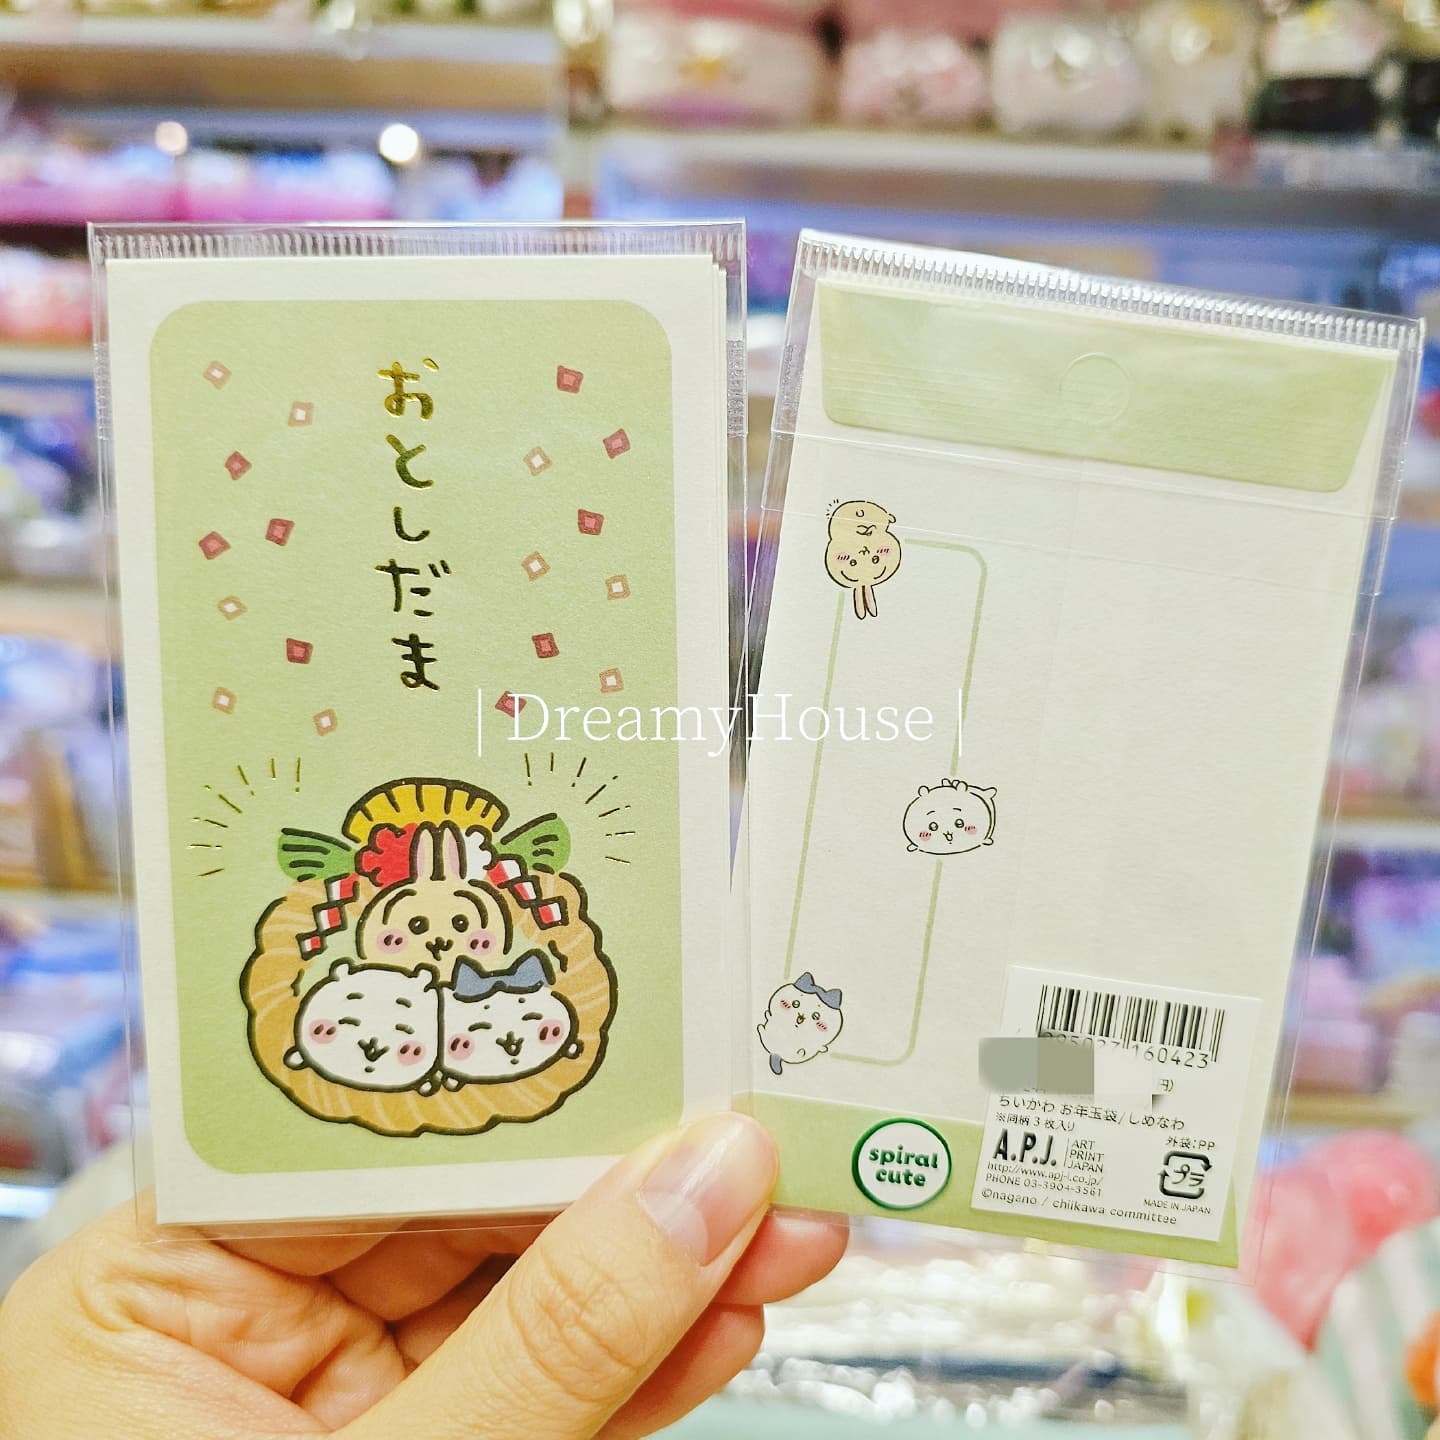 おとしだま
| DreamyHouse |
160423
円)
ちいかわ お年玉袋/しめなわ
※同柄3枚入り
外袋:PP
A.P.J.
ART
PRINT
JAPAN
プラ
http://www.apj-i.co.jp/
PHONE 03-3904-3561
MADE IN JAPAN
©nagano / chiikawa committee
spiral
cute